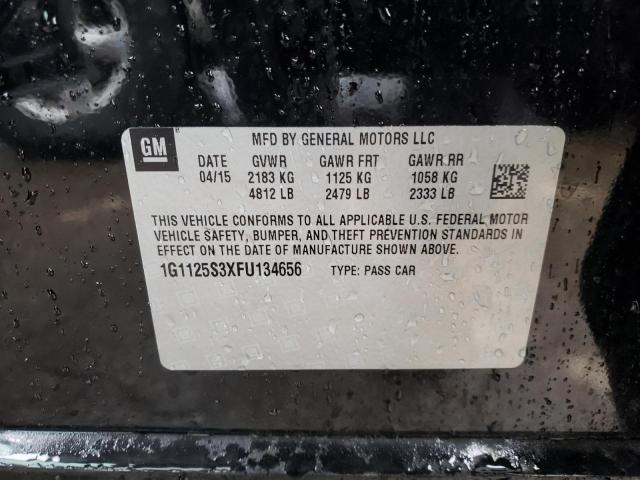 GM
MFD BY GENERAL MOTORS LLC
DATE GVWR GAWR FRT GAWR RR
04/15 2183 KG 1125 KG 1058 KG
4812 LB 2479 LB 2333 LB
THIS VEHICLE CONFORMS TO ALL APPLICABLE U.S. FEDERAL MOTOR
VEHICLE SAFETY, BUMPER, AND THEFT PREVENTION STANDARDS
IN EFFECT ON THE DATE OF MANUFACTURE SHOWN ABOVE.
1G1125S3XFU134656 TYPE: PASS CAR